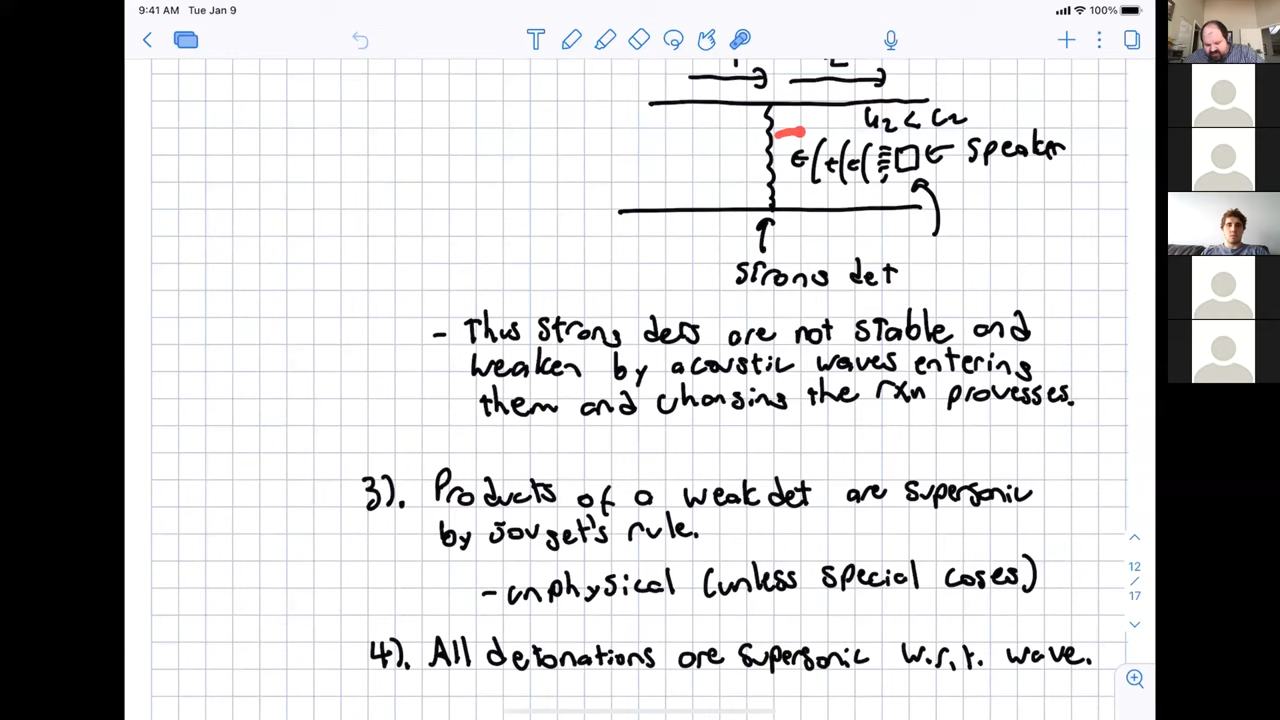 9:41 AM Tue Jan 9
100%
u2 < c2
speaker
strong det
- Thus strong dets are not stable and
weaken by acoustic waves entering
them and changing the rxn processes.
3). Products of a weak det are supersonic
by Jouget's rule.
- unphysical (unless special cases)
12
/
17
4). All detonations are supersonic w.r.t. wave.